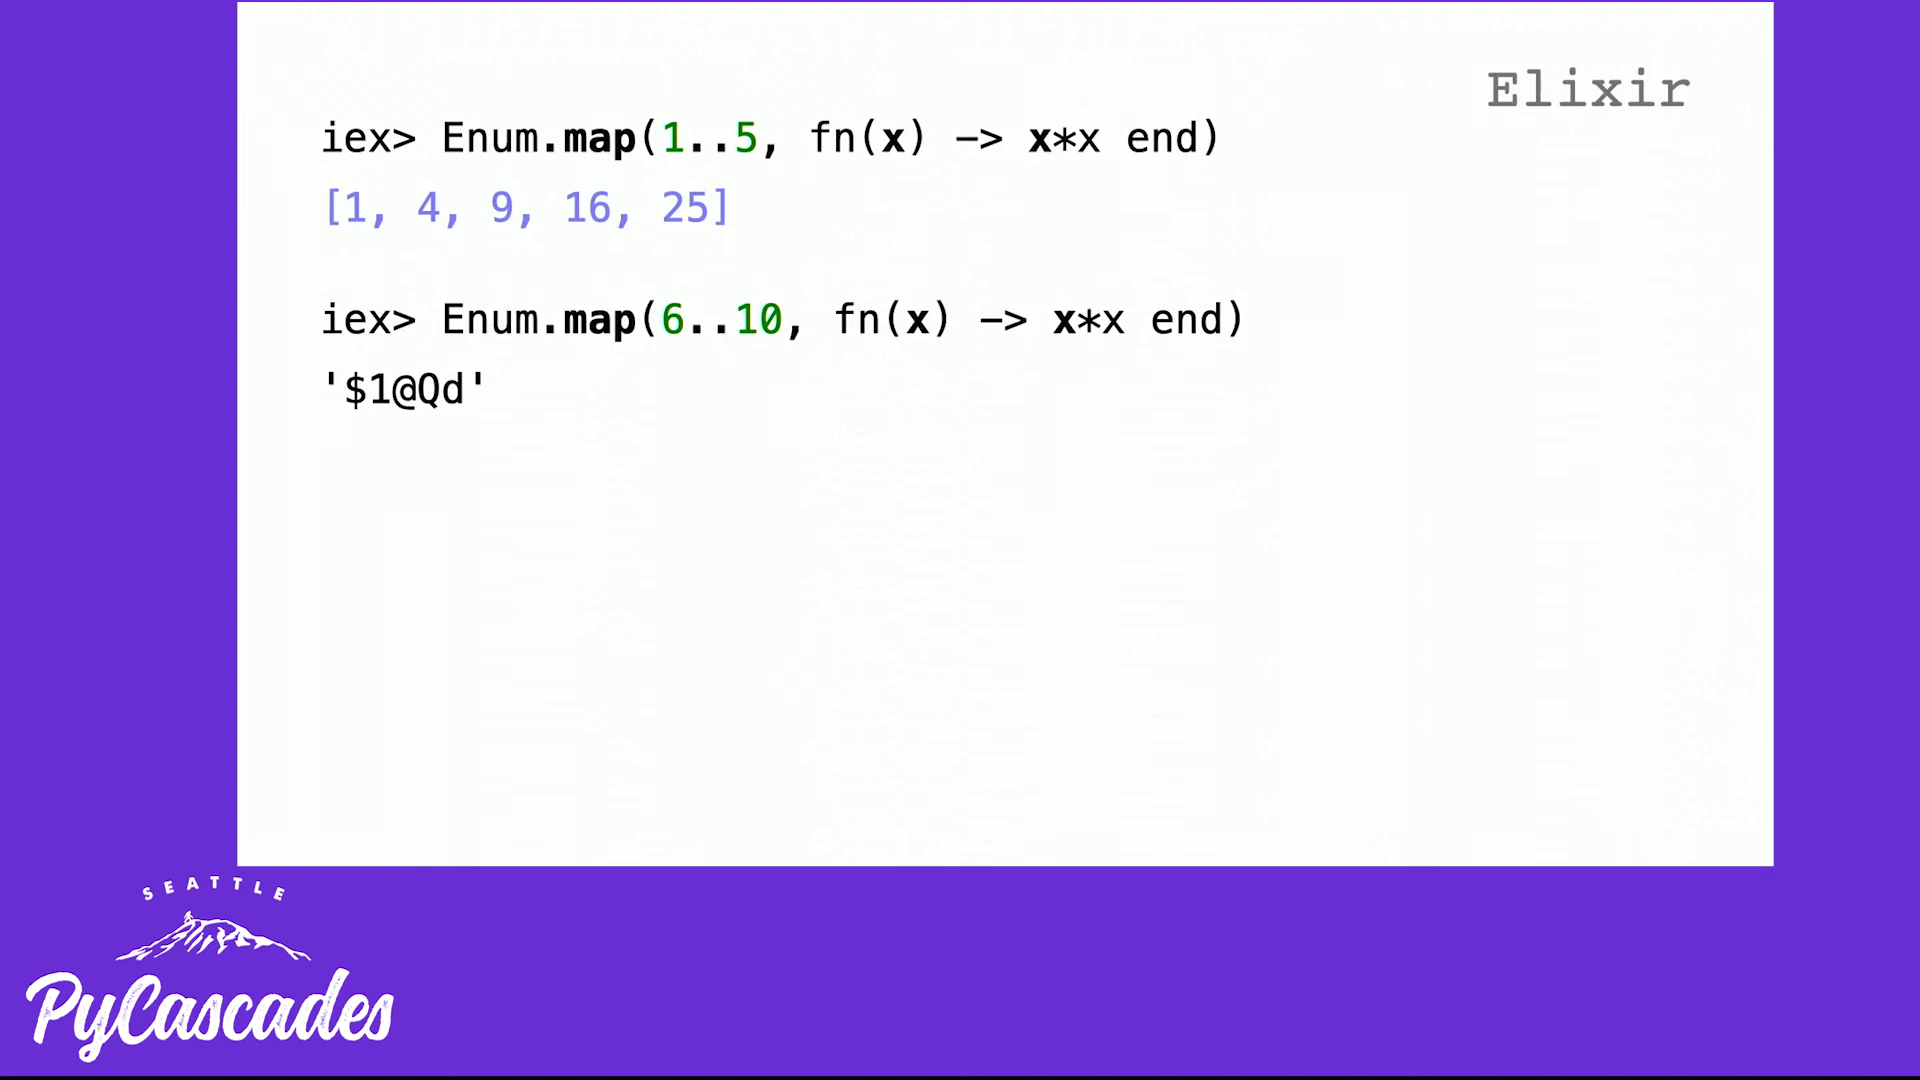 Elixir
iex> Enum.map(1..5, fn(x) -> x*x end)
[1, 4, 9, 16, 25]
iex> Enum.map(6..10, fn(x) -> x*x end)
'$1@Qd'
SEATTLE
PyCascades